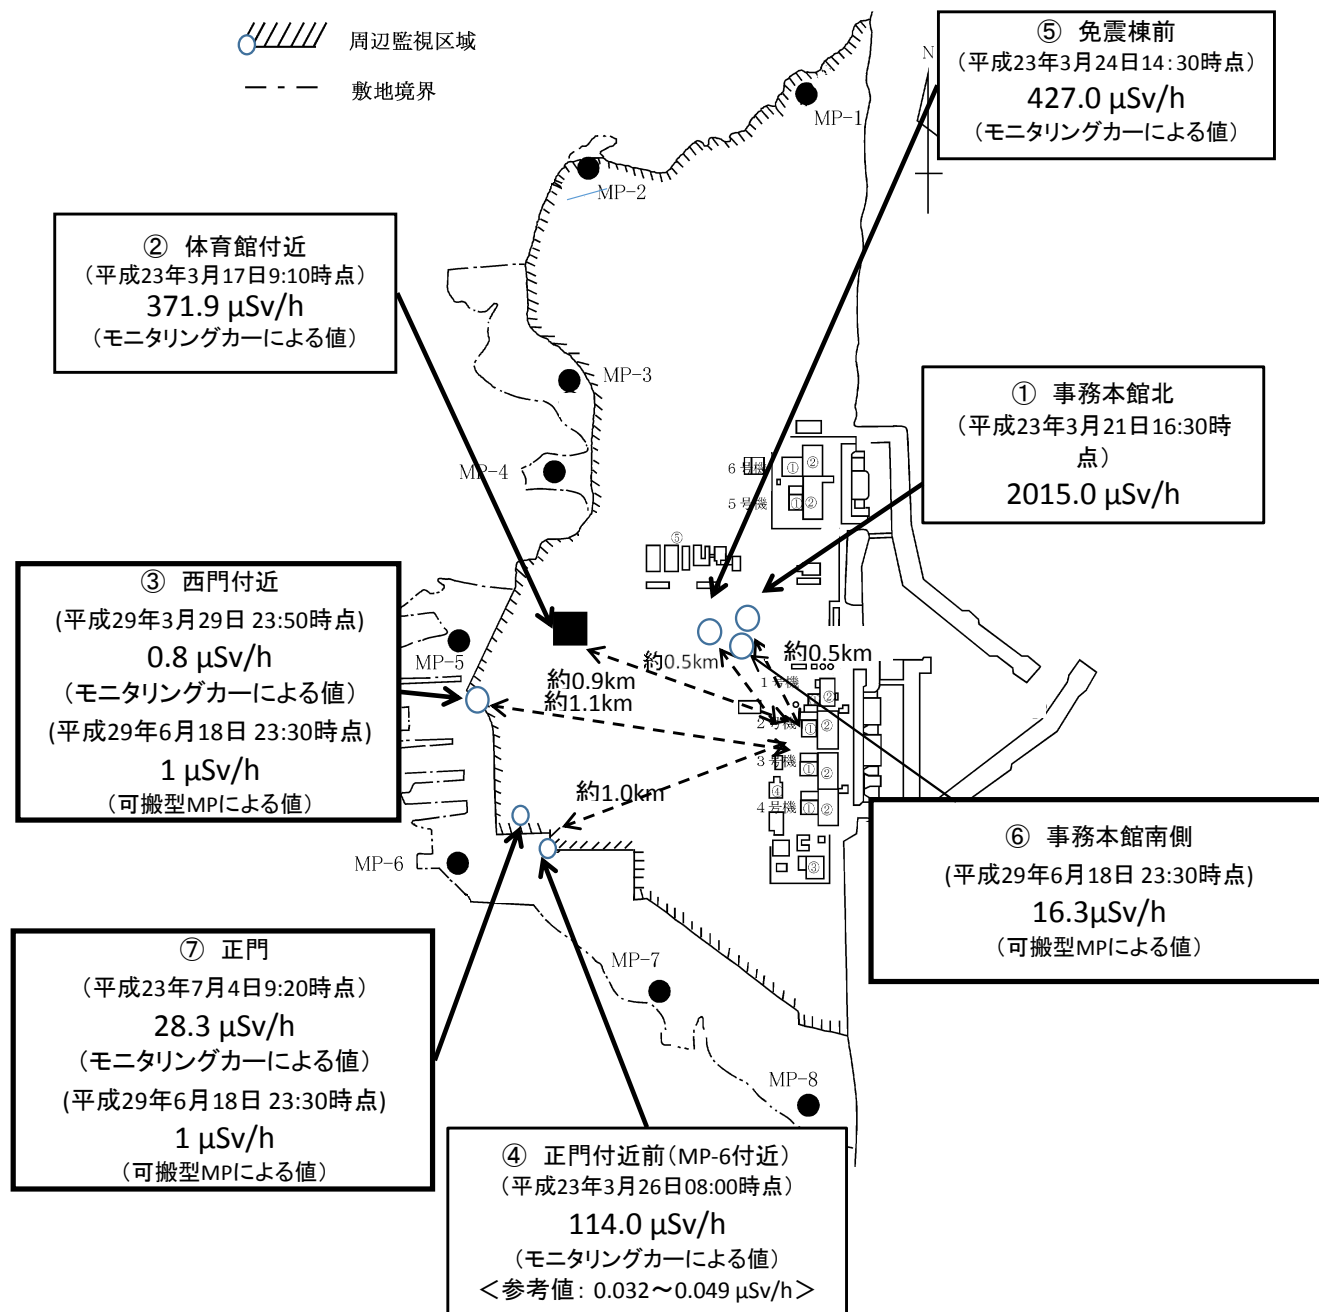 周辺監視区域
敷地境界
⑤ 免震棟前
(平成23年3月24日14:30時点)
427.0 μSv/h
(モニタリングカーによる値)
N
MP-1
MP-2
② 体育館付近
(平成23年3月17日9:10時点)
371.9 μSv/h
(モニタリングカーによる値)
MP-3
① 事務本館北
(平成23年3月21日16:30時
点)
2015.0 μSv/h
MP-4
6号機
①
②
5号機
①
②
⑤
③ 西門付近
(平成29年3月29日 23:50時点)
0.8 μSv/h
(モニタリングカーによる値)
(平成29年6月18日 23:30時点)
1 μSv/h
(可搬型MPによる値)
MP-5
約0.5km
約0.5km
約0.9km
約1.1km
1号機
②
2号機
①
②
3号機
①
②
④
4号機
①
②
③
約1.0km
MP-6
⑥ 事務本館南側
(平成29年6月18日 23:30時点)
16.3μSv/h
(可搬型MPによる値)
⑦ 正門
(平成23年7月4日9:20時点)
28.3 μSv/h
(モニタリングカーによる値)
(平成29年6月18日 23:30時点)
1 μSv/h
(可搬型MPによる値)
MP-7
MP-8
④ 正門付近前(MP-6付近)
(平成23年3月26日08:00時点)
114.0 μSv/h
(モニタリングカーによる値)
＜参考値: 0.032～0.049 μSv/h＞